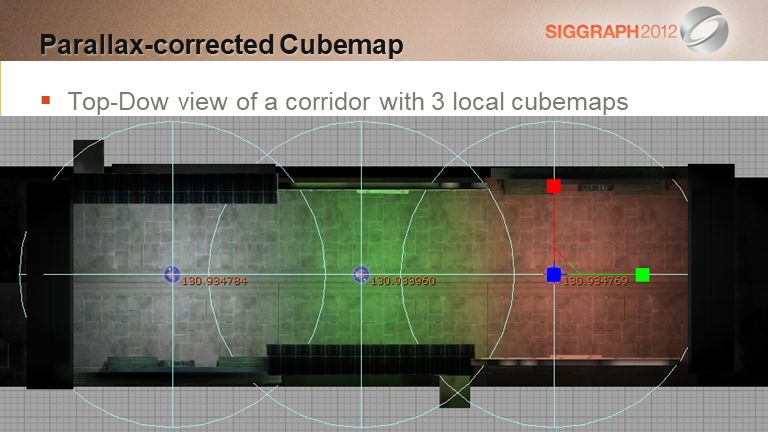 Parallax-corrected Cubemap
SIGGRAPH2012
Top-Dow view of a corridor with 3 local cubemaps
130.934784
130.933960
130.934769